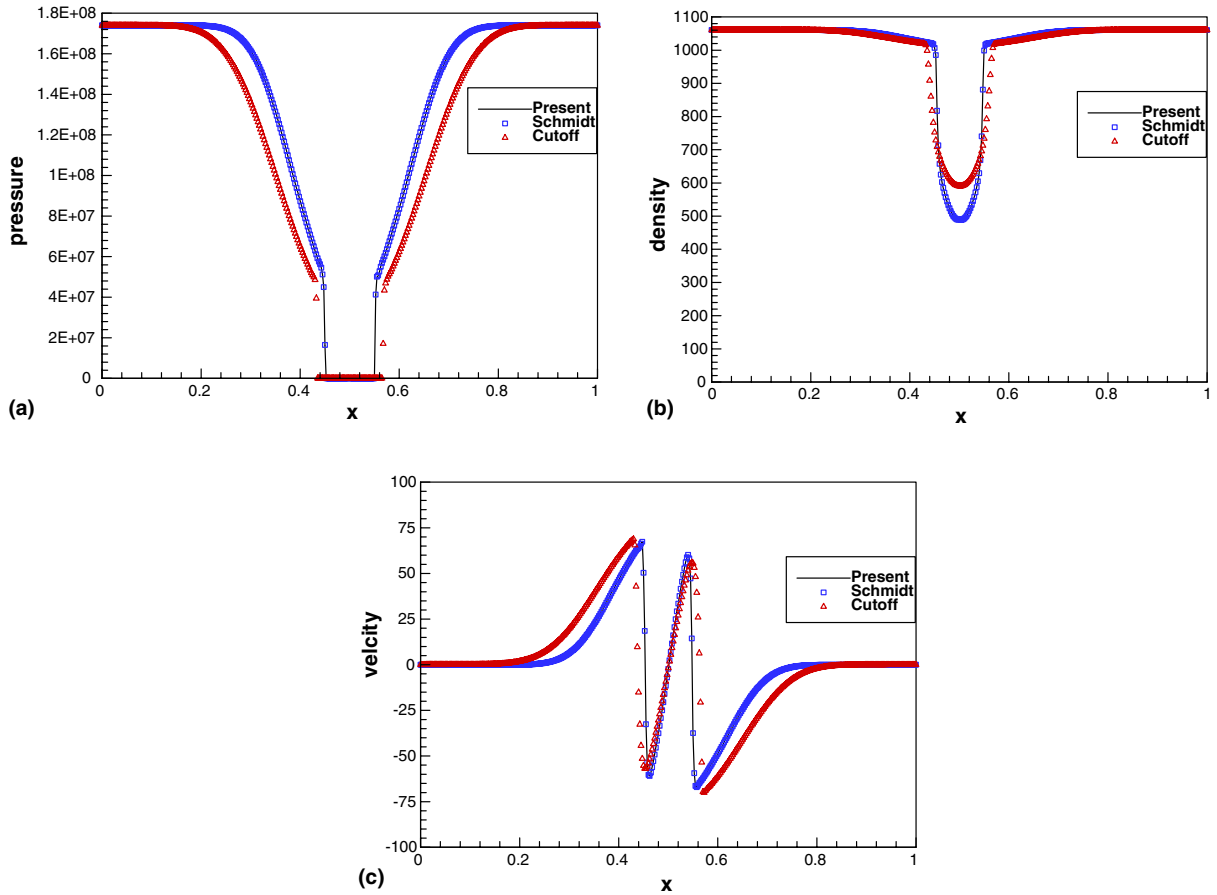 1.8E+08
1.6E+08
1.4E+08
1.2E+08
1E+08
8E+07
6E+07
4E+07
2E+07
0
pressure
0 0.2 0.4 0.6 0.8 1
x
Present
Schmidt
Cutoff
(a)
1100
1000
900
800
700
600
500
400
300
200
100
0
density
0 0.2 0.4 0.6 0.8 1
x
Present
Schmidt
Cutoff
(b)
100
75
50
25
0
-25
-50
-75
-100
velcity
0 0.2 0.4 0.6 0.8 1
x
Present
Schmidt
Cutoff
(c)